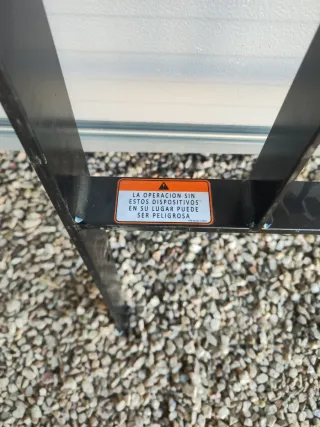 LA OPERACION SIN
ESTOS DISPOSITIVOS
EN SU LUGAR PUEDE
SER PELIGROSA